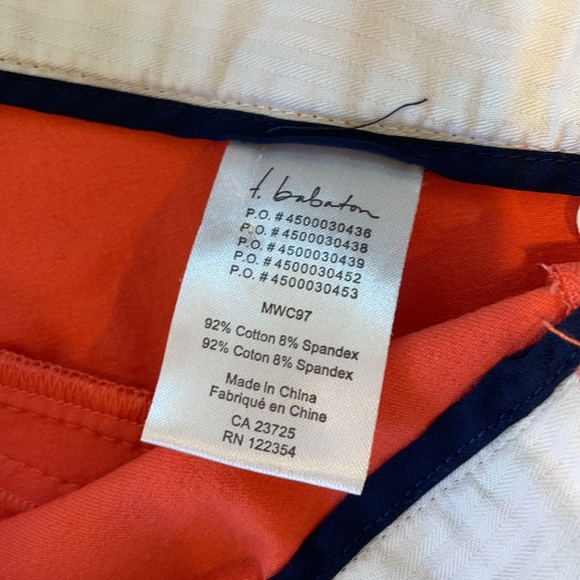 t. babaton
P.O. # 4500030436
P.O. # 4500030438
P.O. # 4500030439
P.O. # 4500030452
P.O. # 4500030453
MWC97
92% Cotton 8% Spandex
92% Coton 8% Spandex
Made in China
Fabriqué en Chine
CA 23725
RN 122354